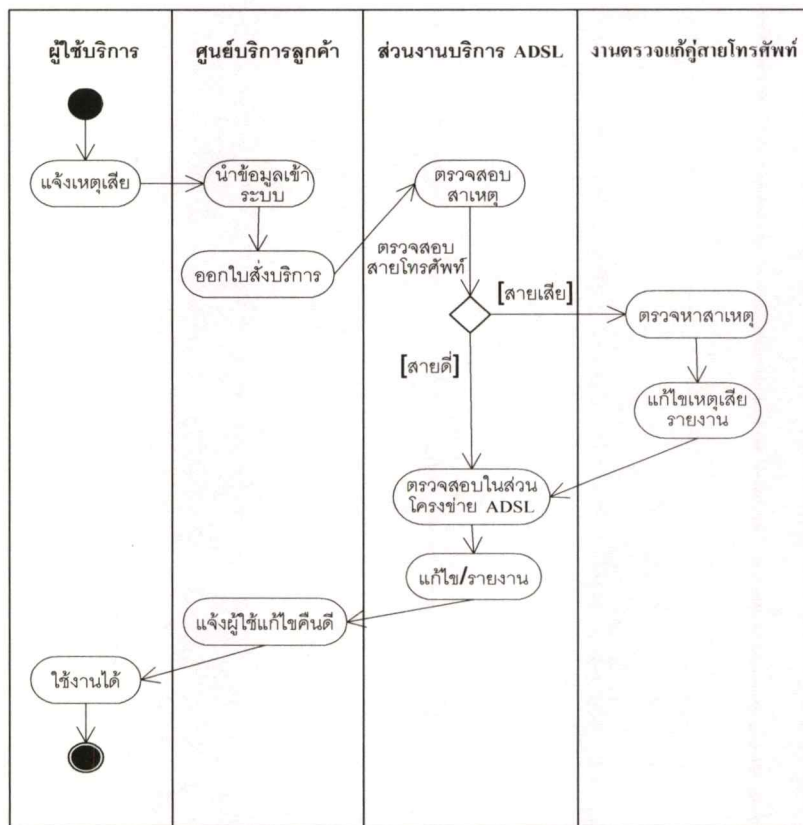 ผู้ใช้บริการ
ศูนย์บริการลูกค้า
ส่วนงานบริการ ADSL
งานตรวจแก้คู่สายโทรศัพท์
แจ้งเหตุเสีย
นำข้อมูลเข้า
ระบบ
ตรวจสอบ
สาเหตุ
ออกใบสั่งบริการ
ตรวจสอบ
สายโทรศัพท์
[สายเสีย]
ตรวจหาสาเหตุ
[สายดี่]
แก้ไขเหตุเสีย
รายงาน
ตรวจสอบในส่วน
โครงข่าย ADSL
แก้ไข/รายงาน
แจ้งผู้ใช้แก้ไขคืนดี
ใช้งานได้